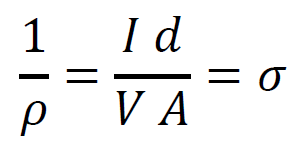 1/ρ = I d / V A = σ